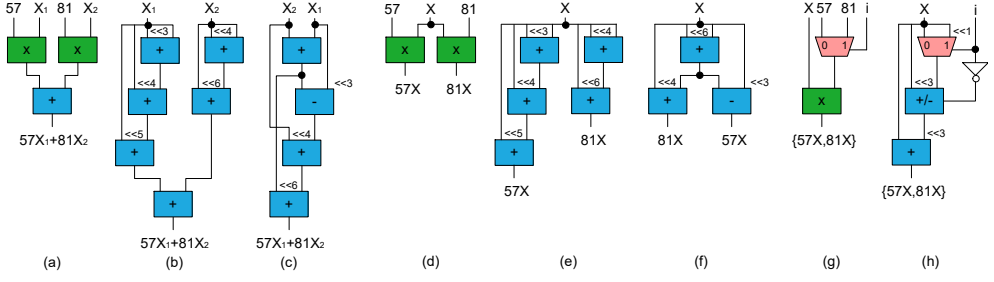 57 X₁ 81 X₂
x x
+
57X₁+81X₂
(a)
X₁ X₂
<<3 <<4
+ +
<<4 <<6
+ +
<<5
+
+
57X₁+81X₂
(b)
X₂ X₁
+
<<3
-
<<4
+
<<6
+
57X₁+81X₂
(c)
57 X 81
x x
57X 81X
(d)
X
<<3 <<4
+ +
<<4 <<6
+ +
<<5 81X
+
57X
(e)
X
<<6
+
<<4 <<3
+ -
81X 57X
(f)
X 57 81 i
0 1
x
{57X,81X}
(g)
X i
<<1
0 1
<<3
+/-
<<3
+
{57X,81X}
(h)